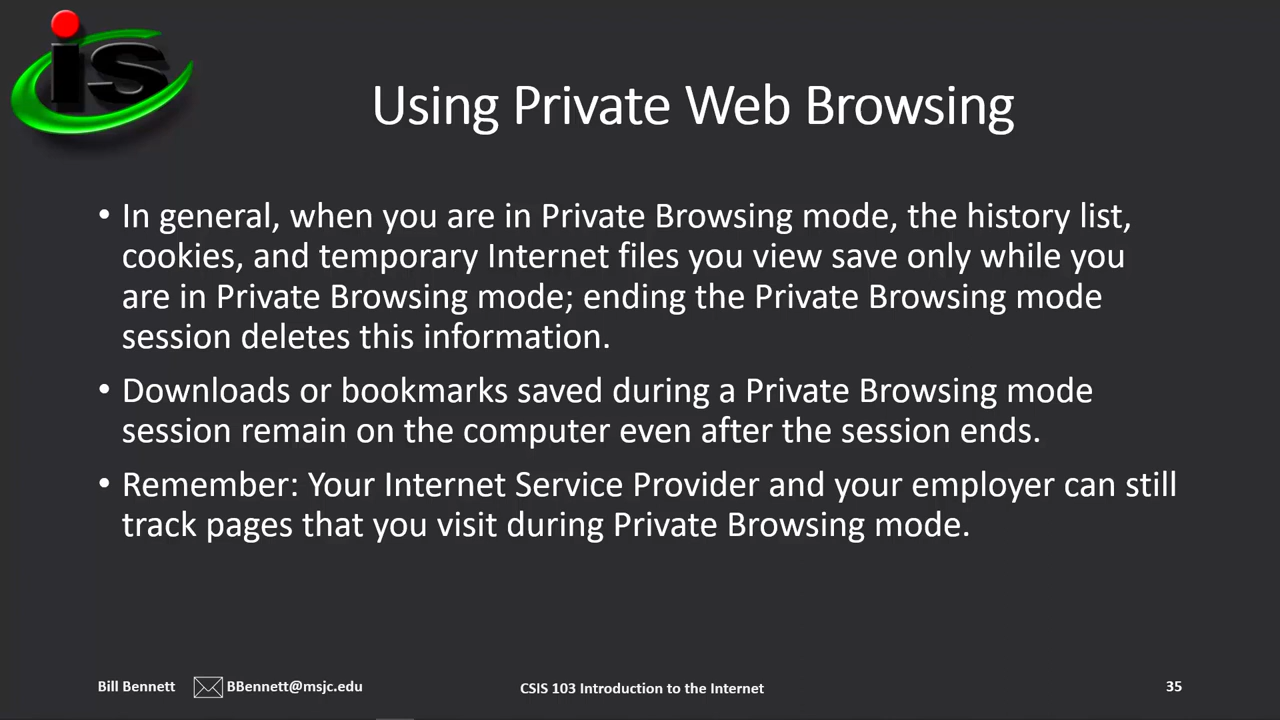 is
Using Private Web Browsing
• In general, when you are in Private Browsing mode, the history list,
cookies, and temporary Internet files you view save only while you
are in Private Browsing mode; ending the Private Browsing mode
session deletes this information.
• Downloads or bookmarks saved during a Private Browsing mode
session remain on the computer even after the session ends.
• Remember: Your Internet Service Provider and your employer can still
track pages that you visit during Private Browsing mode.
Bill Bennett BBennett@msjc.edu CSIS 103 Introduction to the Internet 35